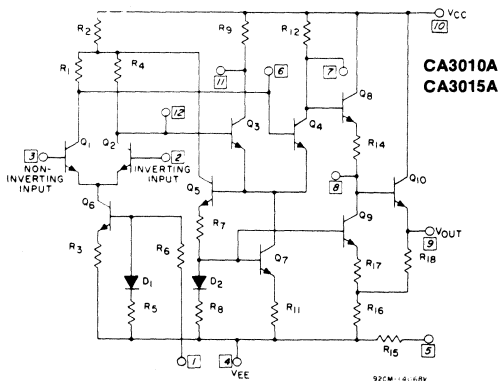 VCC
10
R2
R9
R12
R1
R4
11
6
7
CA3010A
CA3015A
12
Q8
Q1
Q2
Q3
Q4
R14
3
2
NON-
INVERTING
INPUT
INVERTING
INPUT
Q5
8
Q10
Q6
R7
Q9
VOUT
9
R3
R6
Q7
R17
R18
D1
D2
R5
R8
R11
R16
R15
5
1
4
VEE